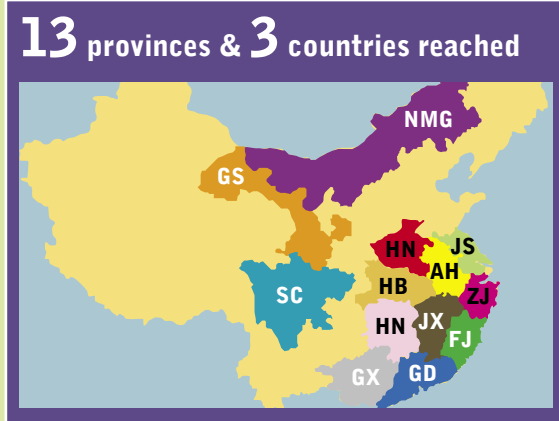 13 provinces & 3 countries reached
NMG
GS
HN
JS
AH
SC
HB
ZJ
HN
JX
FJ
GX
GD